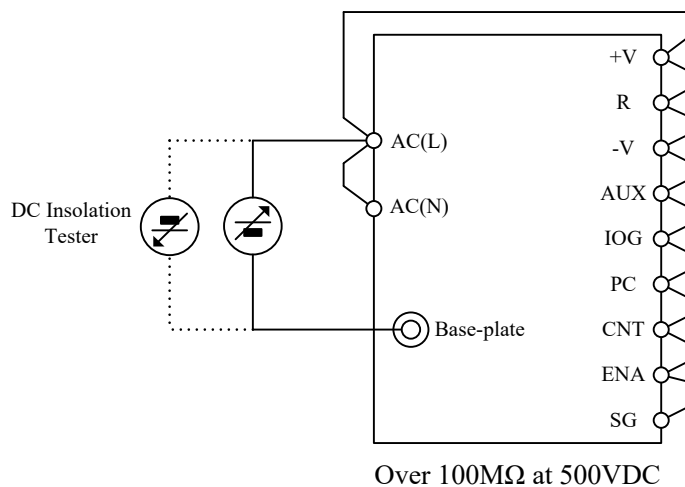 +V
R
AC(L)
-V
AUX
AC(N)
DC Insolation
Tester
IOG
PC
Base-plate
CNT
ENA
SG
Over 100MΩ at 500VDC